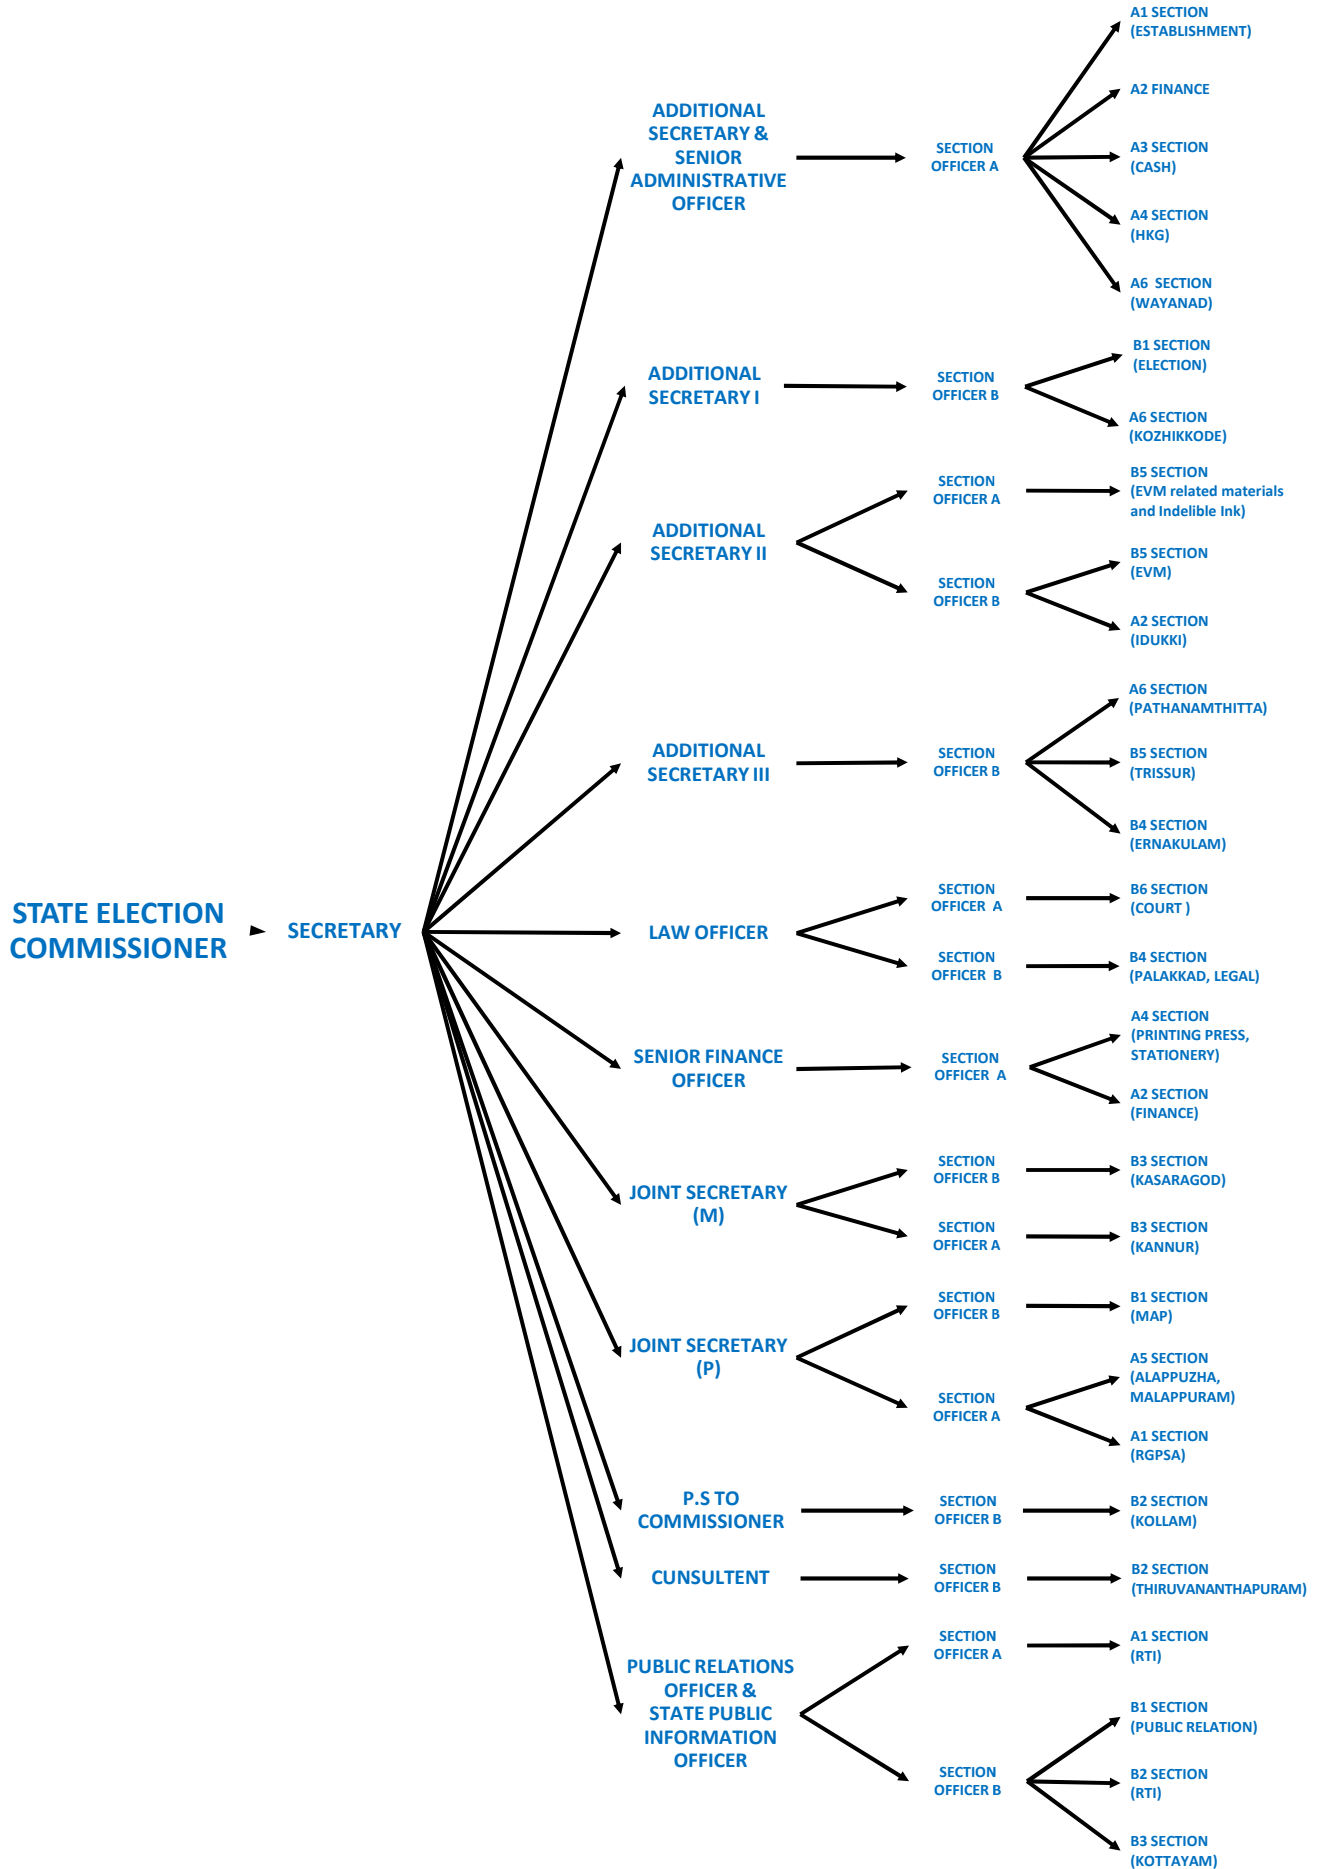 STATE ELECTION
COMMISSIONER
SECRETARY
ADDITIONAL
SECRETARY &
SENIOR
ADMINISTRATIVE
OFFICER
SECTION
OFFICER A
A1 SECTION
(ESTABLISHMENT)
A2 FINANCE
A3 SECTION
(CASH)
A4 SECTION
(HKG)
A6 SECTION
(WAYANAD)
ADDITIONAL
SECRETARY I
SECTION
OFFICER B
B1 SECTION
(ELECTION)
A6 SECTION
(KOZHIKKODE)
ADDITIONAL
SECRETARY II
SECTION
OFFICER A
B5 SECTION
(EVM related materials
and Indelible Ink)
SECTION
OFFICER B
B5 SECTION
(EVM)
A2 SECTION
(IDUKKI)
ADDITIONAL
SECRETARY III
SECTION
OFFICER B
A6 SECTION
(PATHANAMTHITTA)
B5 SECTION
(TRISSUR)
B4 SECTION
(ERNAKULAM)
LAW OFFICER
SECTION
OFFICER A
B6 SECTION
(COURT )
SECTION
OFFICER B
B4 SECTION
(PALAKKAD, LEGAL)
SENIOR FINANCE
OFFICER
SECTION
OFFICER A
A4 SECTION
(PRINTING PRESS,
STATIONERY)
A2 SECTION
(FINANCE)
JOINT SECRETARY
(M)
SECTION
OFFICER B
B3 SECTION
(KASARAGOD)
SECTION
OFFICER A
B3 SECTION
(KANNUR)
JOINT SECRETARY
(P)
SECTION
OFFICER B
B1 SECTION
(MAP)
SECTION
OFFICER A
A5 SECTION
(ALAPPUZHA,
MALAPPURAM)
A1 SECTION
(RGPSA)
P.S TO
COMMISSIONER
SECTION
OFFICER B
B2 SECTION
(KOLLAM)
CUNSULTENT
SECTION
OFFICER B
B2 SECTION
(THIRUVANANTHAPURAM)
PUBLIC RELATIONS
OFFICER &
STATE PUBLIC
INFORMATION
OFFICER
SECTION
OFFICER A
A1 SECTION
(RTI)
SECTION
OFFICER B
B1 SECTION
(PUBLIC RELATION)
B2 SECTION
(RTI)
B3 SECTION
(KOTTAYAM)